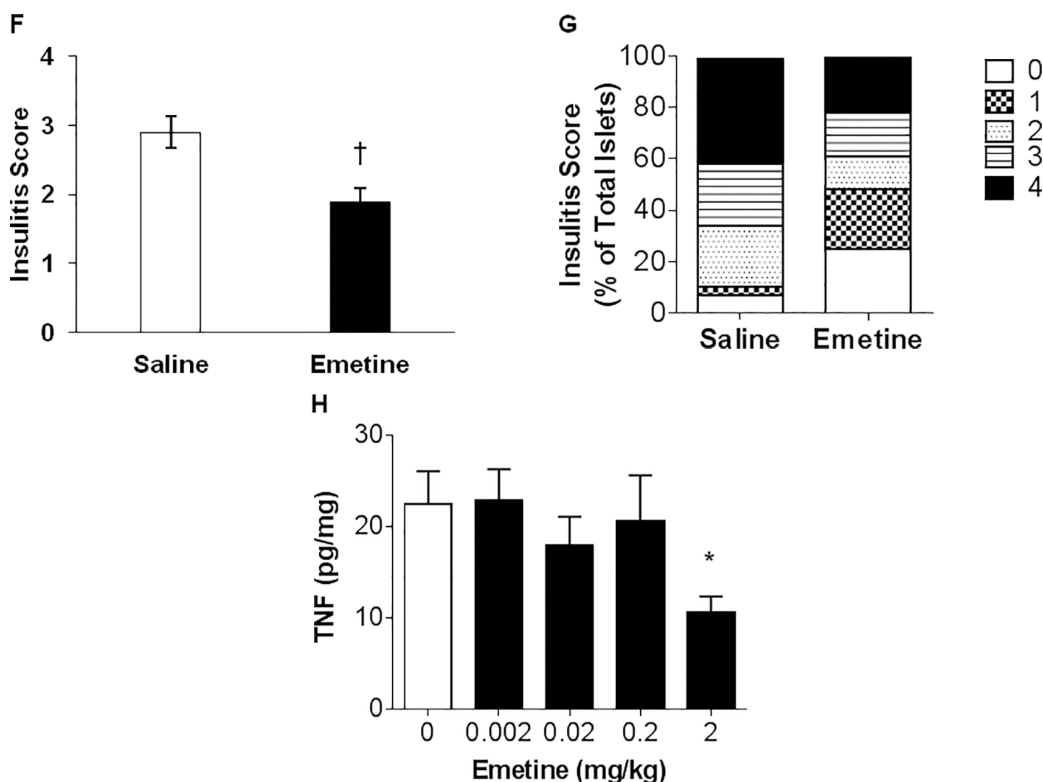 F
4
3
2
1
0
Insulitis Score
†
Saline
Emetine
G
100
80
60
40
20
0
Insulitis Score
(% of Total Islets)
Saline
Emetine
0
1
2
3
4
H
30
20
10
0
TNF (pg/mg)
*
0 0.002 0.02 0.2 2
Emetine (mg/kg)